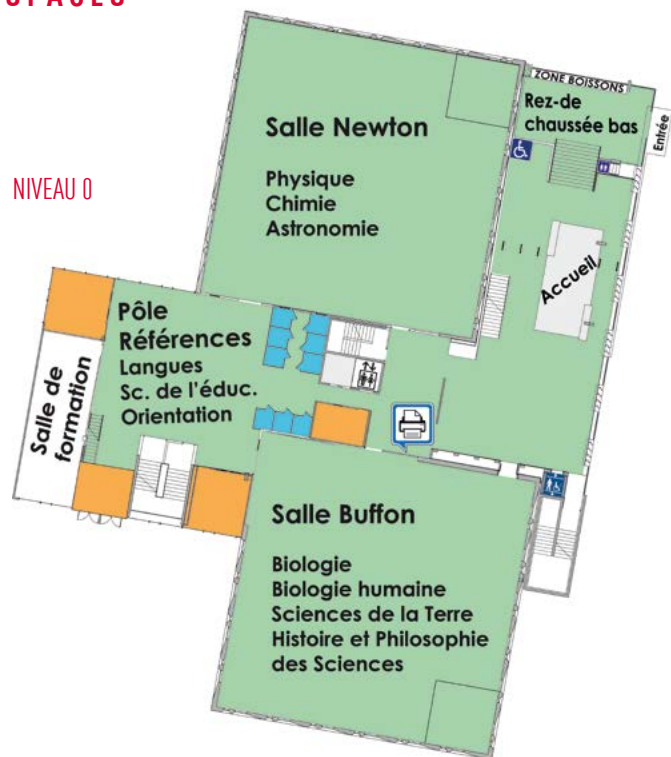 NIVEAU 0
ZONE BOISSONS
Rez-de
chaussée bas
Entrée
Salle Newton
Physique
Chimie
Astronomie
Accueil
Pôle
Références
Langues
Sc. de l'éduc.
Orientation
Salle de
formation
Salle Buffon
Biologie
Biologie humaine
Sciences de la Terre
Histoire et Philosophie
des Sciences